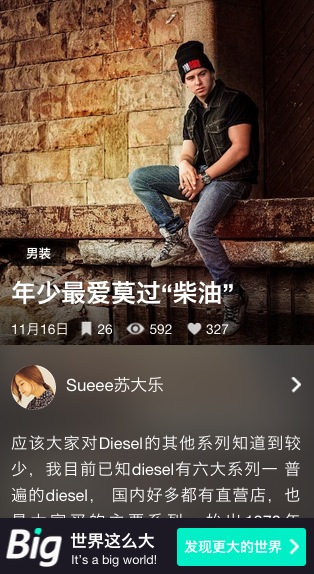 男装
年少最爱莫过“柴油”
11月16日 26 592 327
Sueee苏大乐
应该大家对Diesel的其他系列知道到较
少，我目前已知diesel有六大系列一 普
遍的diesel， 国内好多都有直营店，也
Big 世界这么大
It's a big world!
发现更大的世界